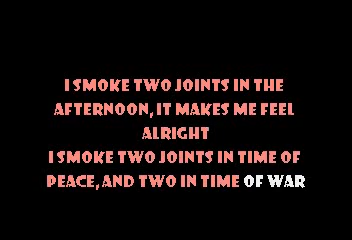 I SMOKE TWO JOINTS IN THE
AFTERNOON, IT MAKES ME FEEL
ALRIGHT
I SMOKE TWO JOINTS IN TIME OF
PEACE, AND TWO IN TIME OF WAR